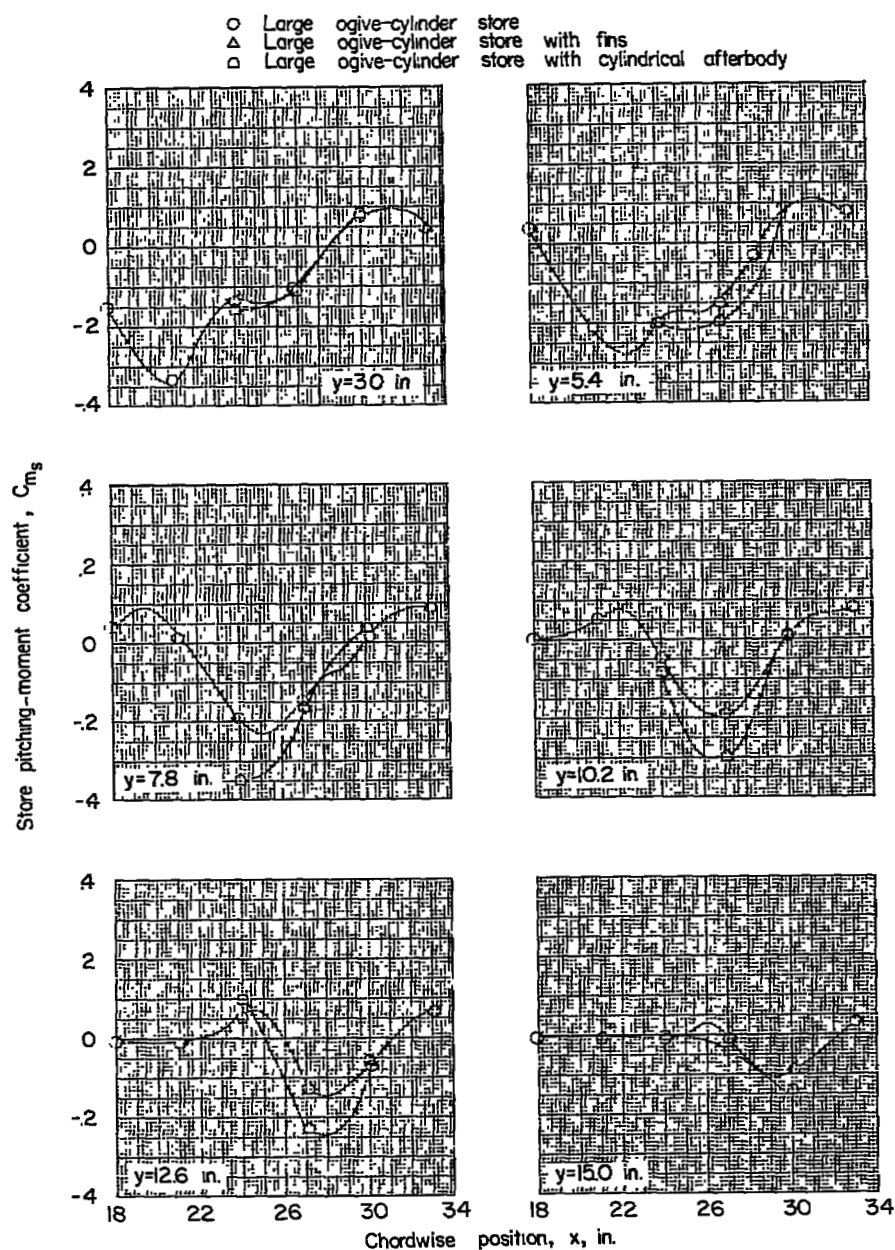 Large ogive-cylinder store
Large ogive-cylinder store with fins
Large ogive-cylinder store with cylindrical afterbody
.4
2
0
-.2
-.4
y=3.0 in
y=5.4 in.
Store pitching-moment coefficient, Cms
.4
.2
0
-.2
-.4
y=7.8 in.
y=10.2 in
.4
2
0
-.2
-.4
y=12.6 in.
y=15.0 in.
18 22 26 30 34
18 22 26 30 34
Chordwise position, x, in.